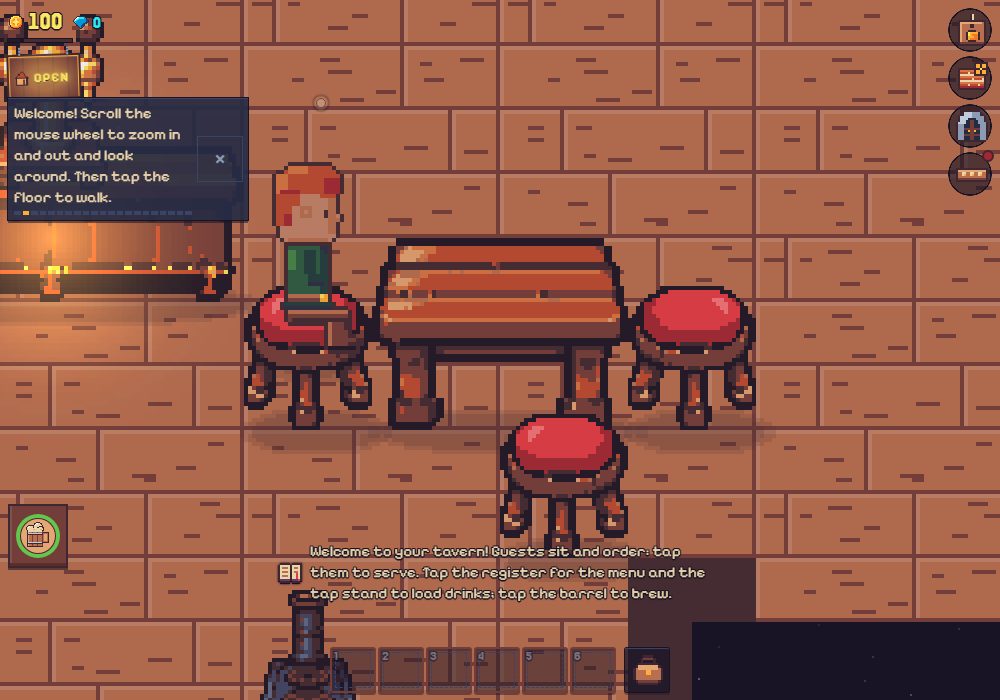 100
0
OPEN
Welcome! Scroll the
mouse wheel to zoom in
and out and look
around. Then tap the
floor to walk.
×
Welcome to your tavern! Guests sit and order: tap
them to serve. Tap the register for the menu and the
tap stand to load drinks; tap the barrel to brew.
1 2 3 4 5 6